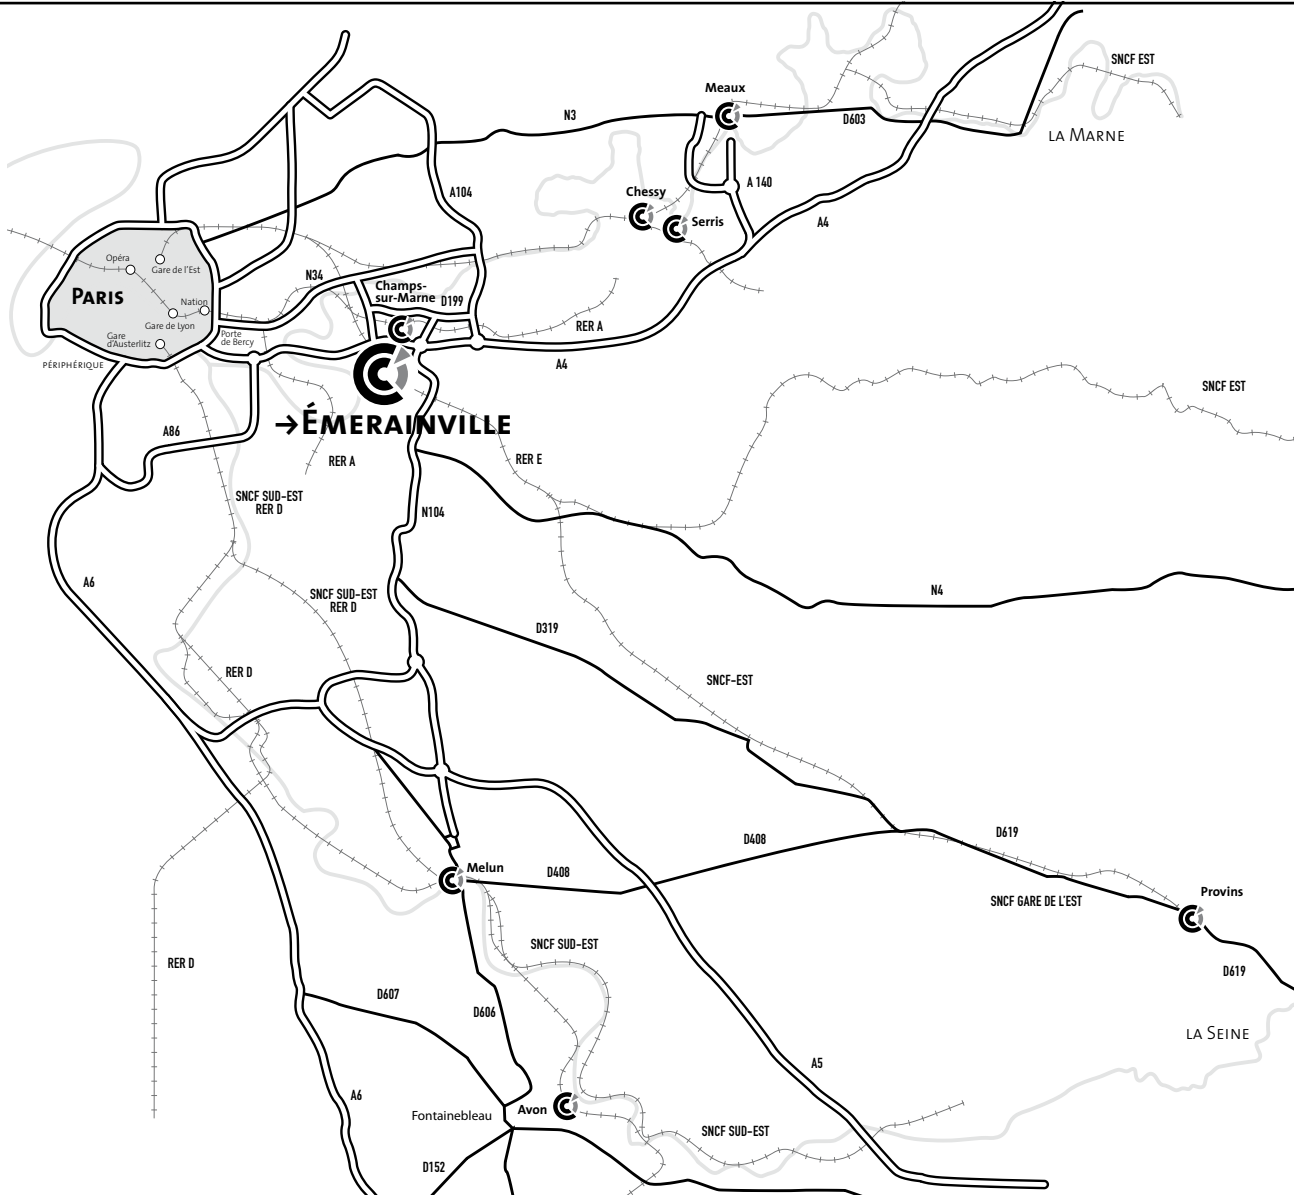 SNCF EST
Meaux
N3
D603
LA MARNE
A 140
A104
Chessy
Serris
A4
Opéra
Gare de l'Est
N34
Champs-
sur-Marne
D199
PARIS
Nation
Gare de Lyon
Gare
d'Austerlitz
Porte
de Bercy
RER A
PÉRIPHÉRIQUE
A4
SNCF EST
→ÉMERAINVILLE
A86
RER A
RER E
SNCF SUD-EST
RER D
N104
A6
SNCF SUD-EST
RER D
N4
D319
RER D
SNCF-EST
D619
D408
Melun
D408
Provins
SNCF GARE DE L'EST
SNCF SUD-EST
RER D
D619
D607
D606
LA SEINE
A5
A6
Fontainebleau
Avon
SNCF SUD-EST
D152